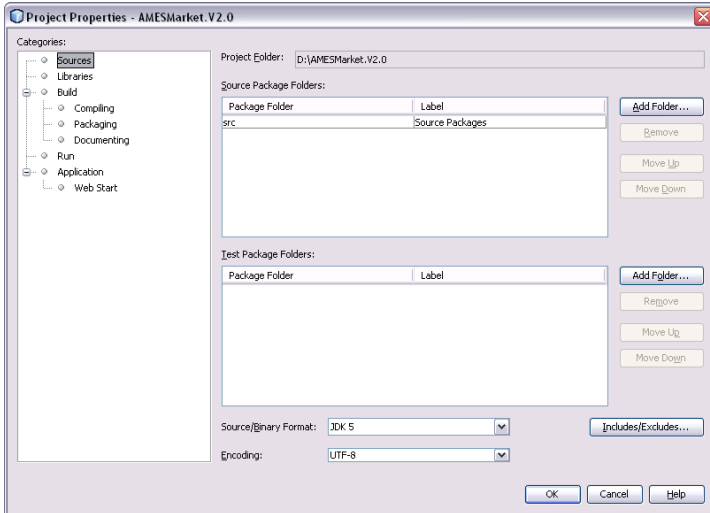 Project Properties - AMESMarket.V2.0
Categories:
Sources
Libraries
Build
Compiling
Packaging
Documenting
Run
Application
Web Start
Project Folder: D:\AMESMarket.V2.0
Source Package Folders:
Package Folder Label
src Source Packages
Add Folder...
Remove
Move Up
Move Down
Test Package Folders:
Package Folder Label
Add Folder...
Remove
Move Up
Move Down
Source/Binary Format: JDK 5 Includes/Excludes...
Encoding: UTF-8
OK Cancel Help